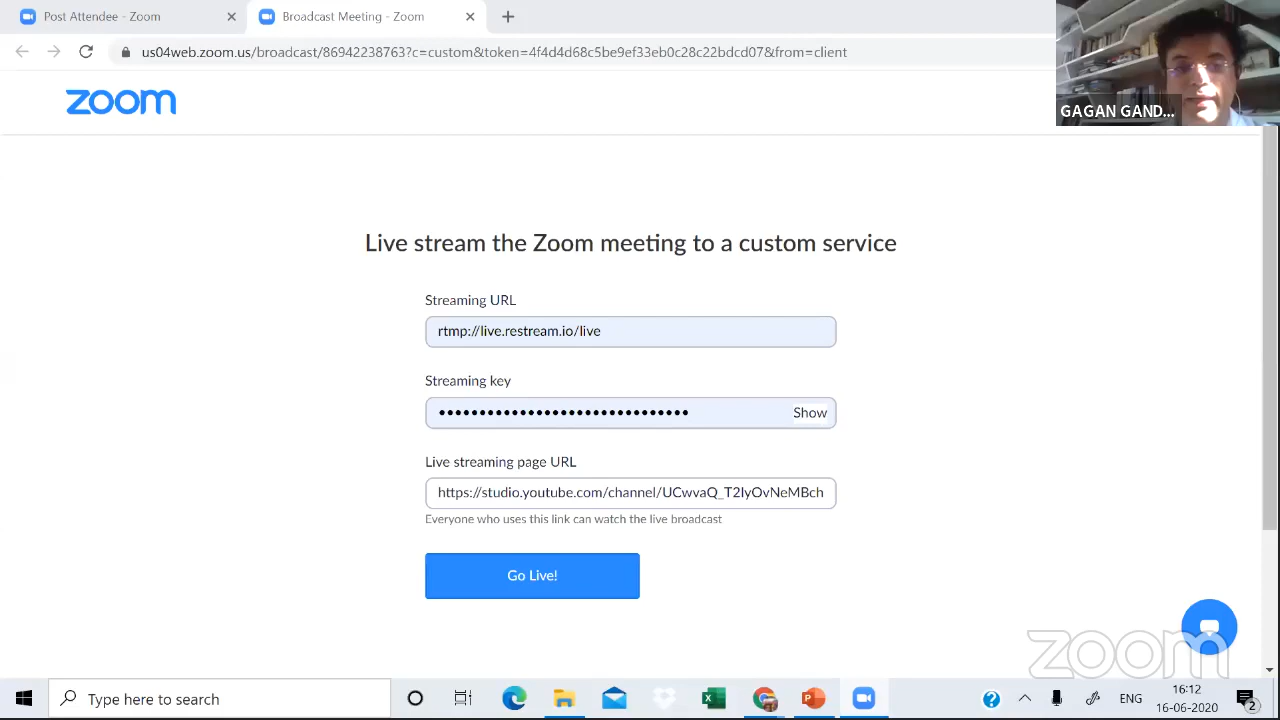 Post Attendee - Zoom
Broadcast Meeting - Zoom
us04web.zoom.us/broadcast/86942238763?c=custom&token=4f4d4d68c5be9ef33eb0c28c22bdcd07&from=client
GAGAN GAND...
zoom
Live stream the Zoom meeting to a custom service
Streaming URL
rtmp://live.restream.io/live
Streaming key
••••••••••••••••••••••••••••••• Show
Live streaming page URL
https://studio.youtube.com/channel/UCwvaQ_T2IyOvNeMBch
Everyone who uses this link can watch the live broadcast
Go Live!
zoom
Type here to search
ENG
16:12
16-06-2020
2